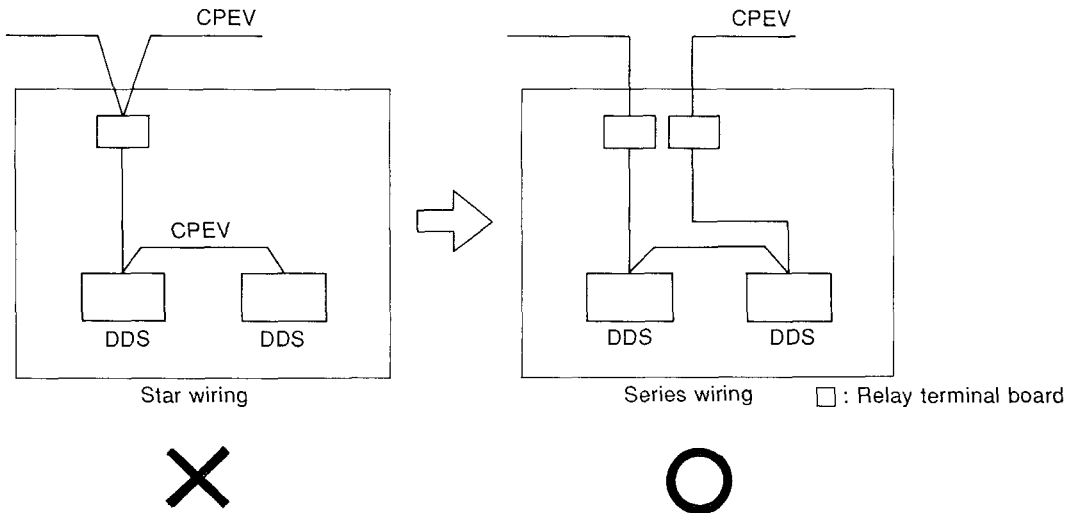 CPEV
CPEV
CPEV
DDS DDS
DDS DDS
Star wiring
Series wiring
: Relay terminal board